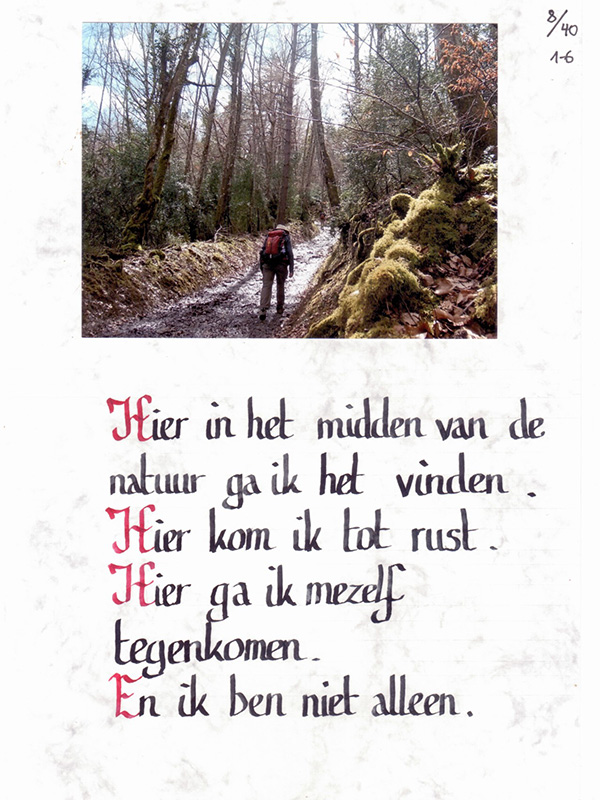 8/40
1-6
Hier in het midden van de
natuur ga ik het vinden.
Hier kom ik tot rust.
Hier ga ik mezelf
tegenkomen.
En ik ben niet alleen.